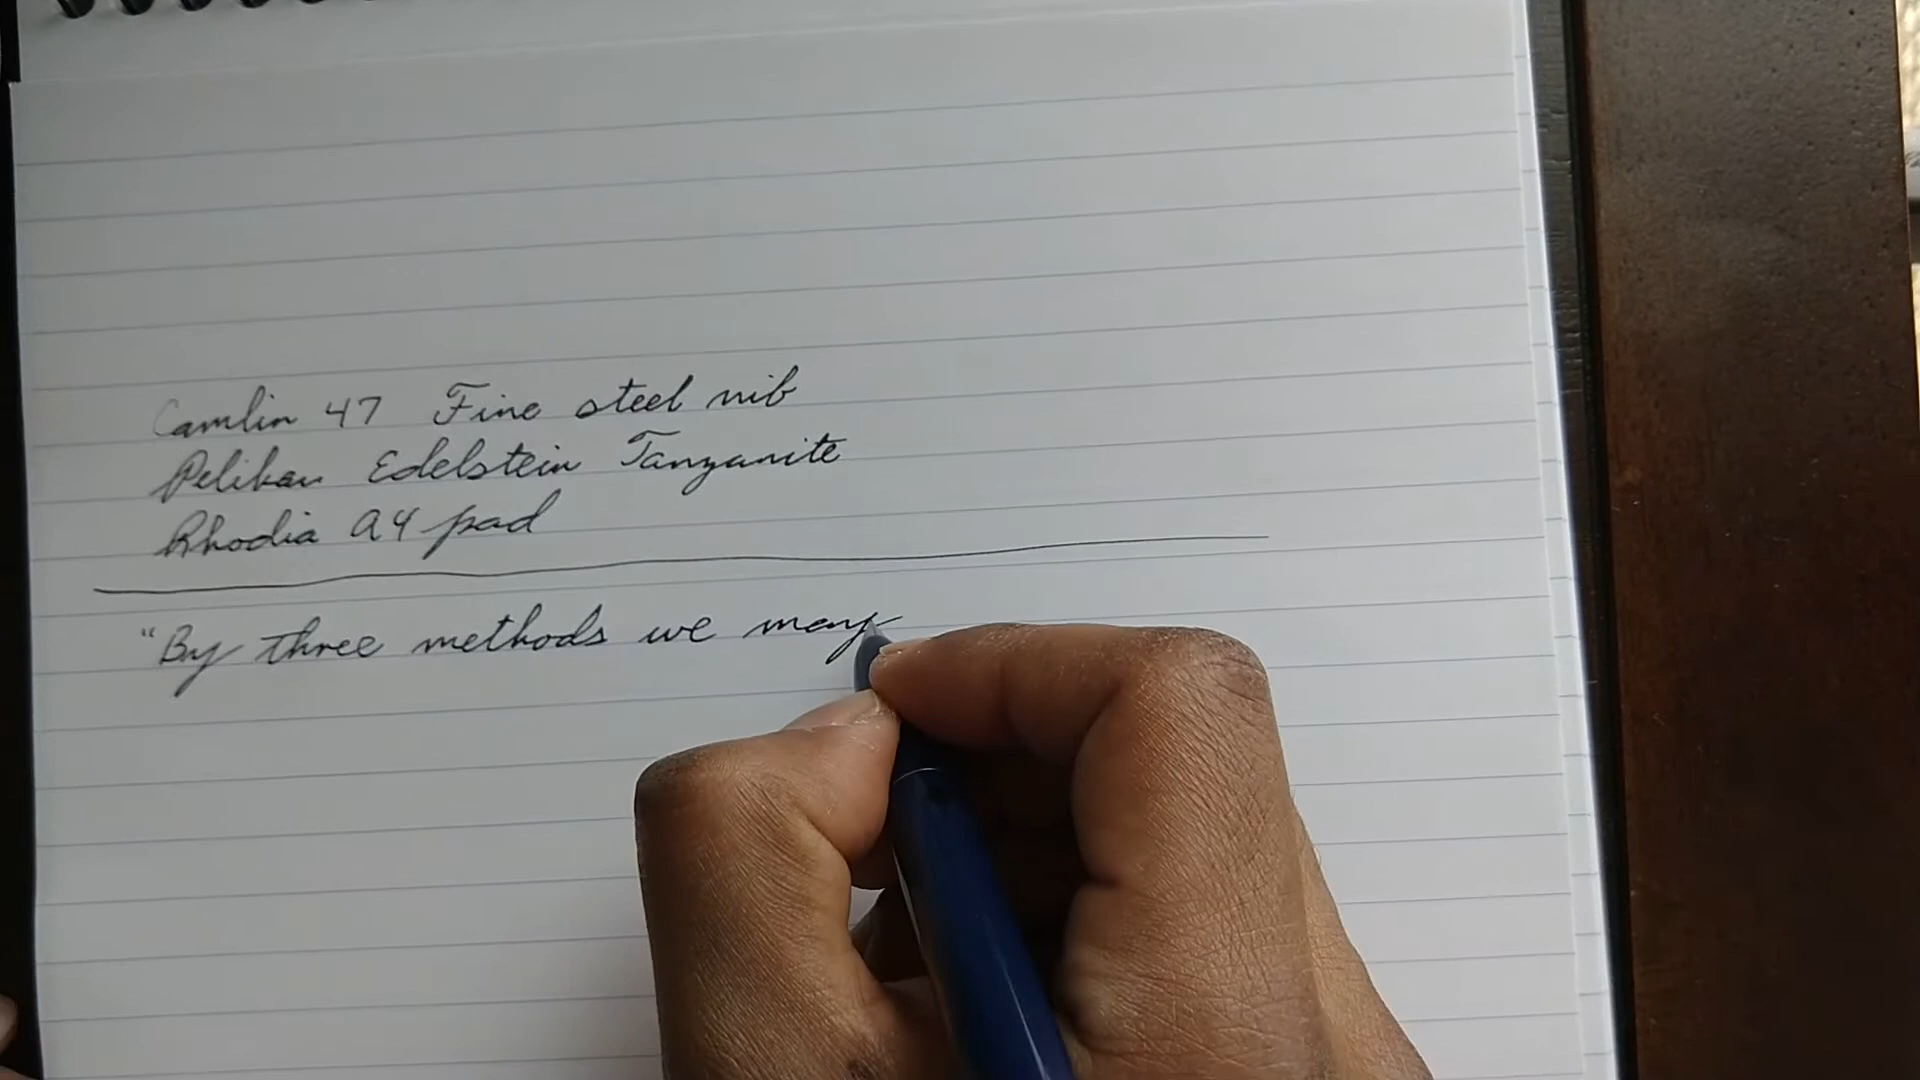 Camlin 47 Fine steel nib
Pelikan Edelstein Tanzanite
Rhodia A4 pad
"By three methods we may